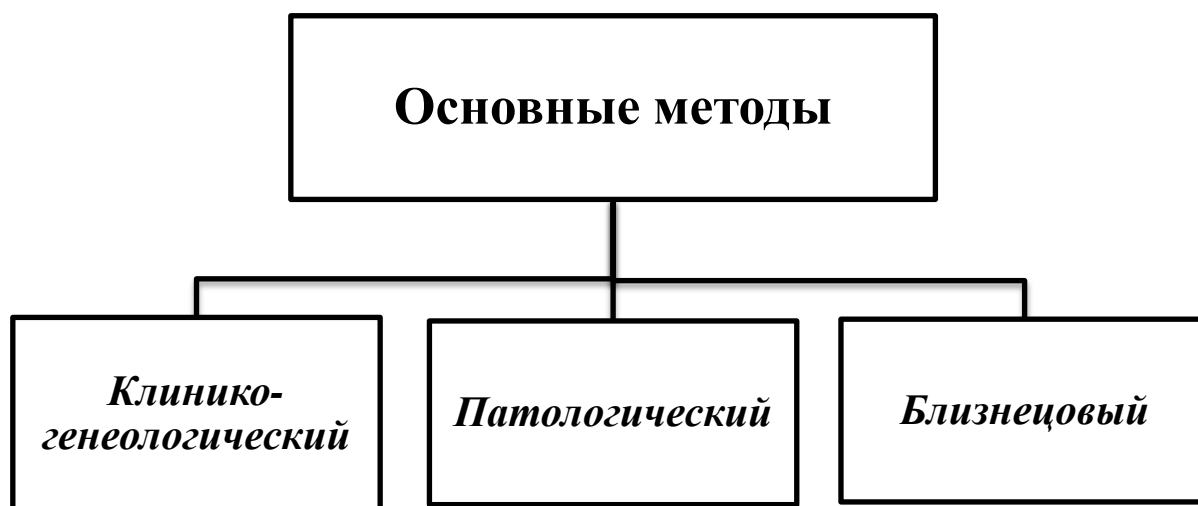 Основные методы
Клинико-
генеологический
Патологический
Близнецовый